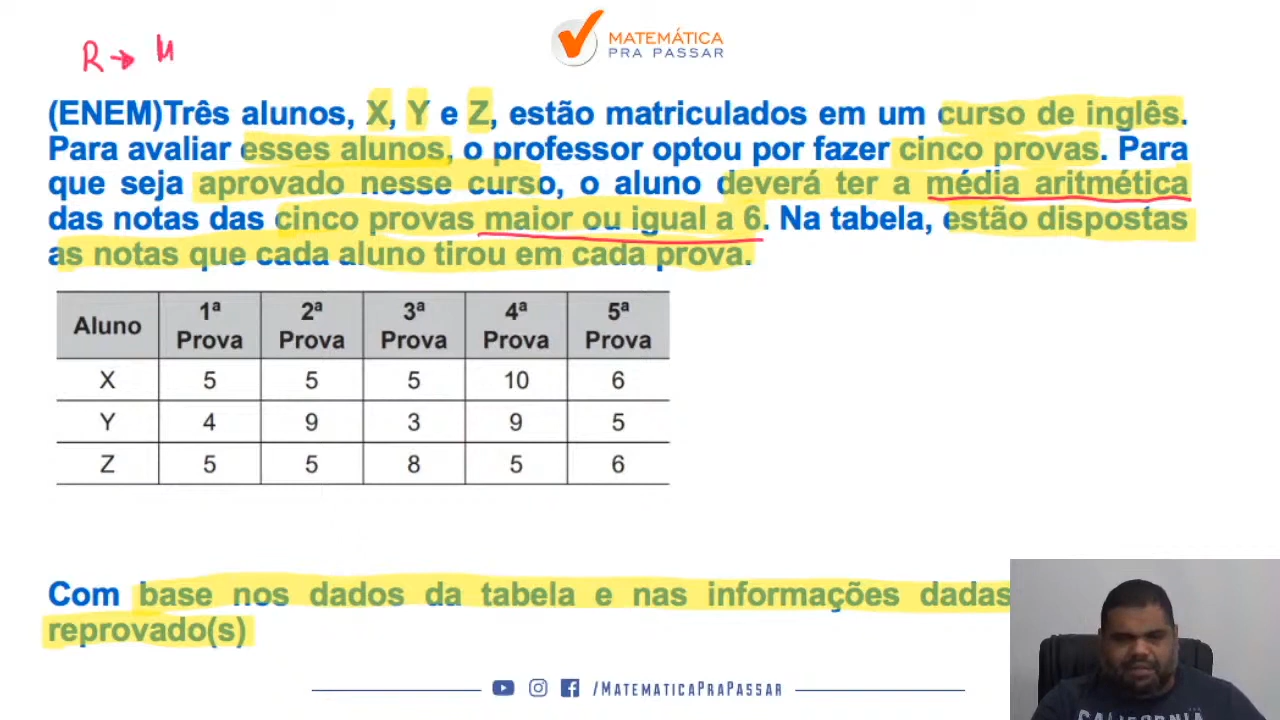 R → M
MATEMÁTICA
PRA PASSAR
(ENEM)Três alunos, X, Y e Z, estão matriculados em um curso de inglês.
Para avaliar esses alunos, o professor optou por fazer cinco provas. Para
que seja aprovado nesse curso, o aluno deverá ter a média aritmética
das notas das cinco provas maior ou igual a 6. Na tabela, estão dispostas
as notas que cada aluno tirou em cada prova.
Aluno 1ª Prova 2ª Prova 3ª Prova 4ª Prova 5ª Prova
X 5 5 5 10 6
Y 4 9 3 9 5
Z 5 5 8 5 6
Com base nos dados da tabela e nas informações dadas
reprovado(s)
/MATEMATICAPRAPASSAR
CALIFORNIA